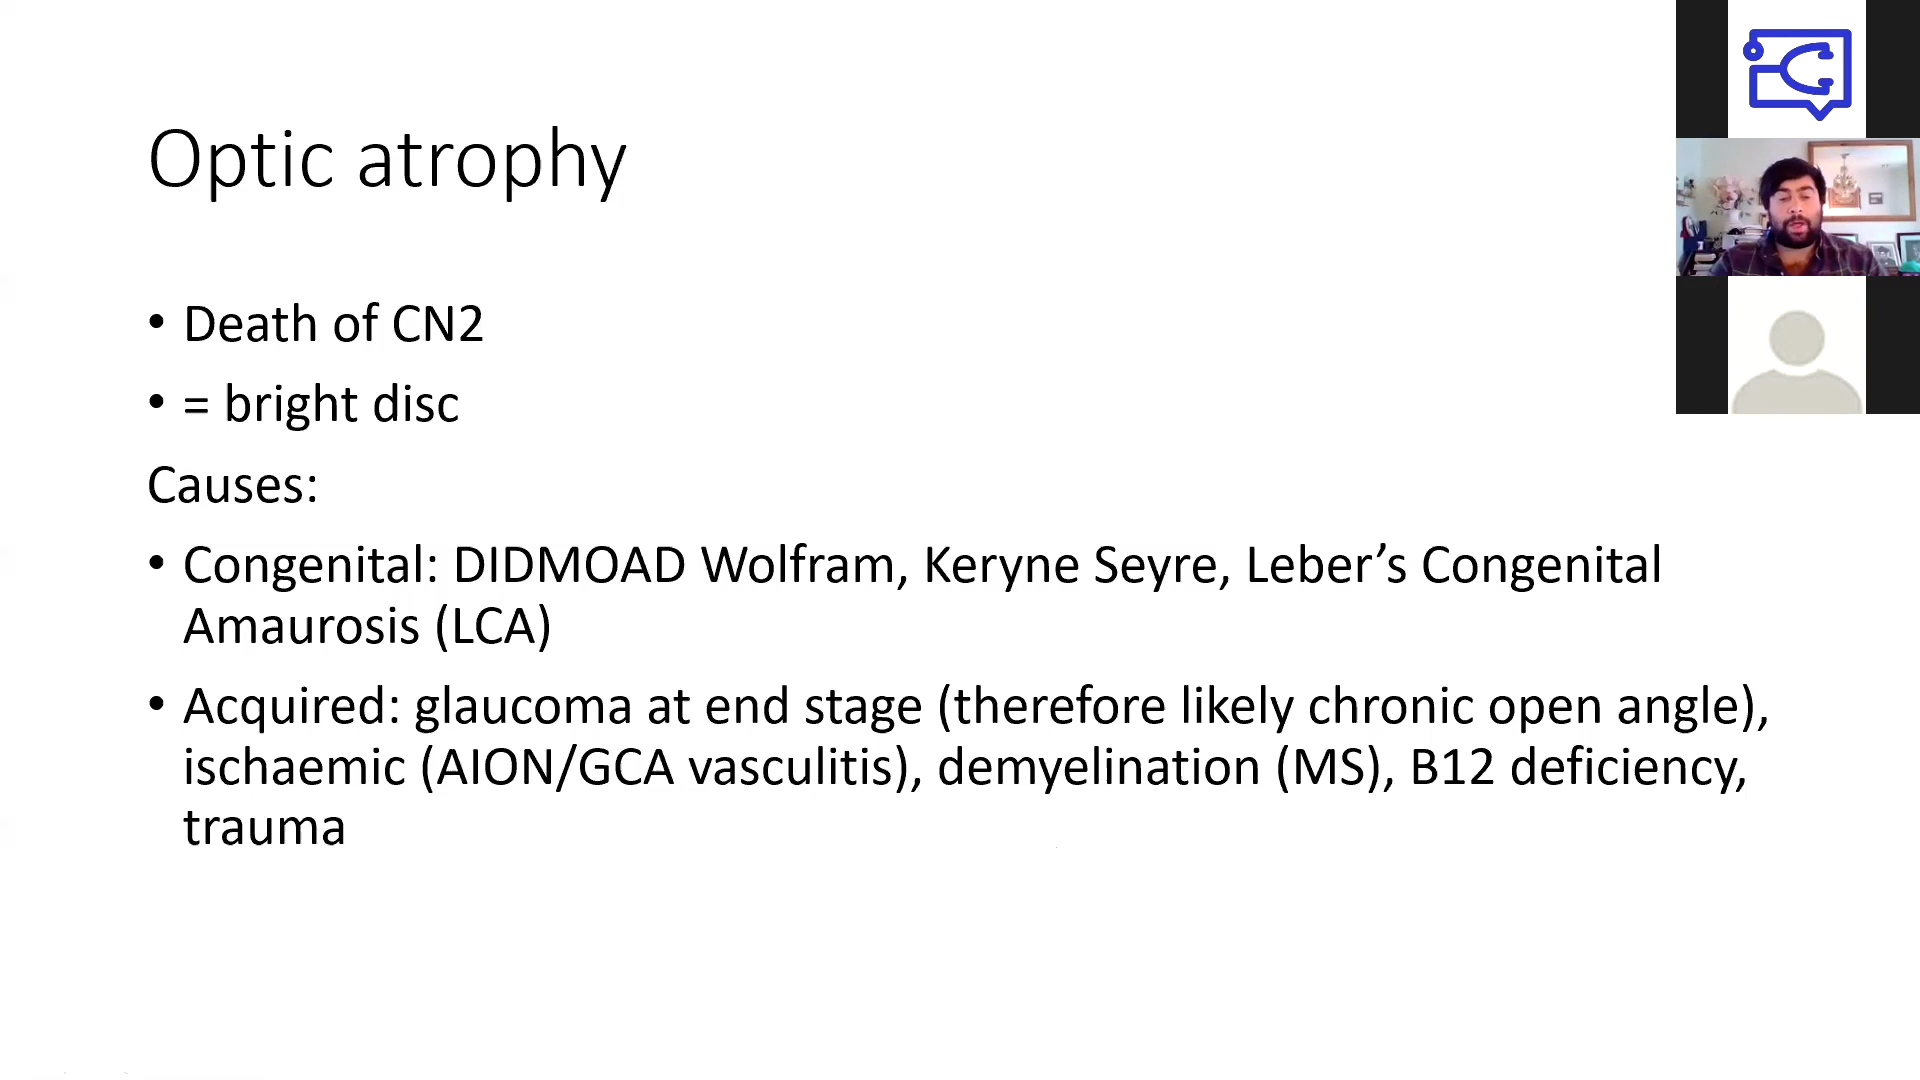 Optic atrophy
• Death of CN2
• = bright disc
Causes:
• Congenital: DIDMOAD Wolfram, Keryne Seyre, Leber’s Congenital
Amaurosis (LCA)
• Acquired: glaucoma at end stage (therefore likely chronic open angle),
ischaemic (AION/GCA vasculitis), demyelination (MS), B12 deficiency,
trauma